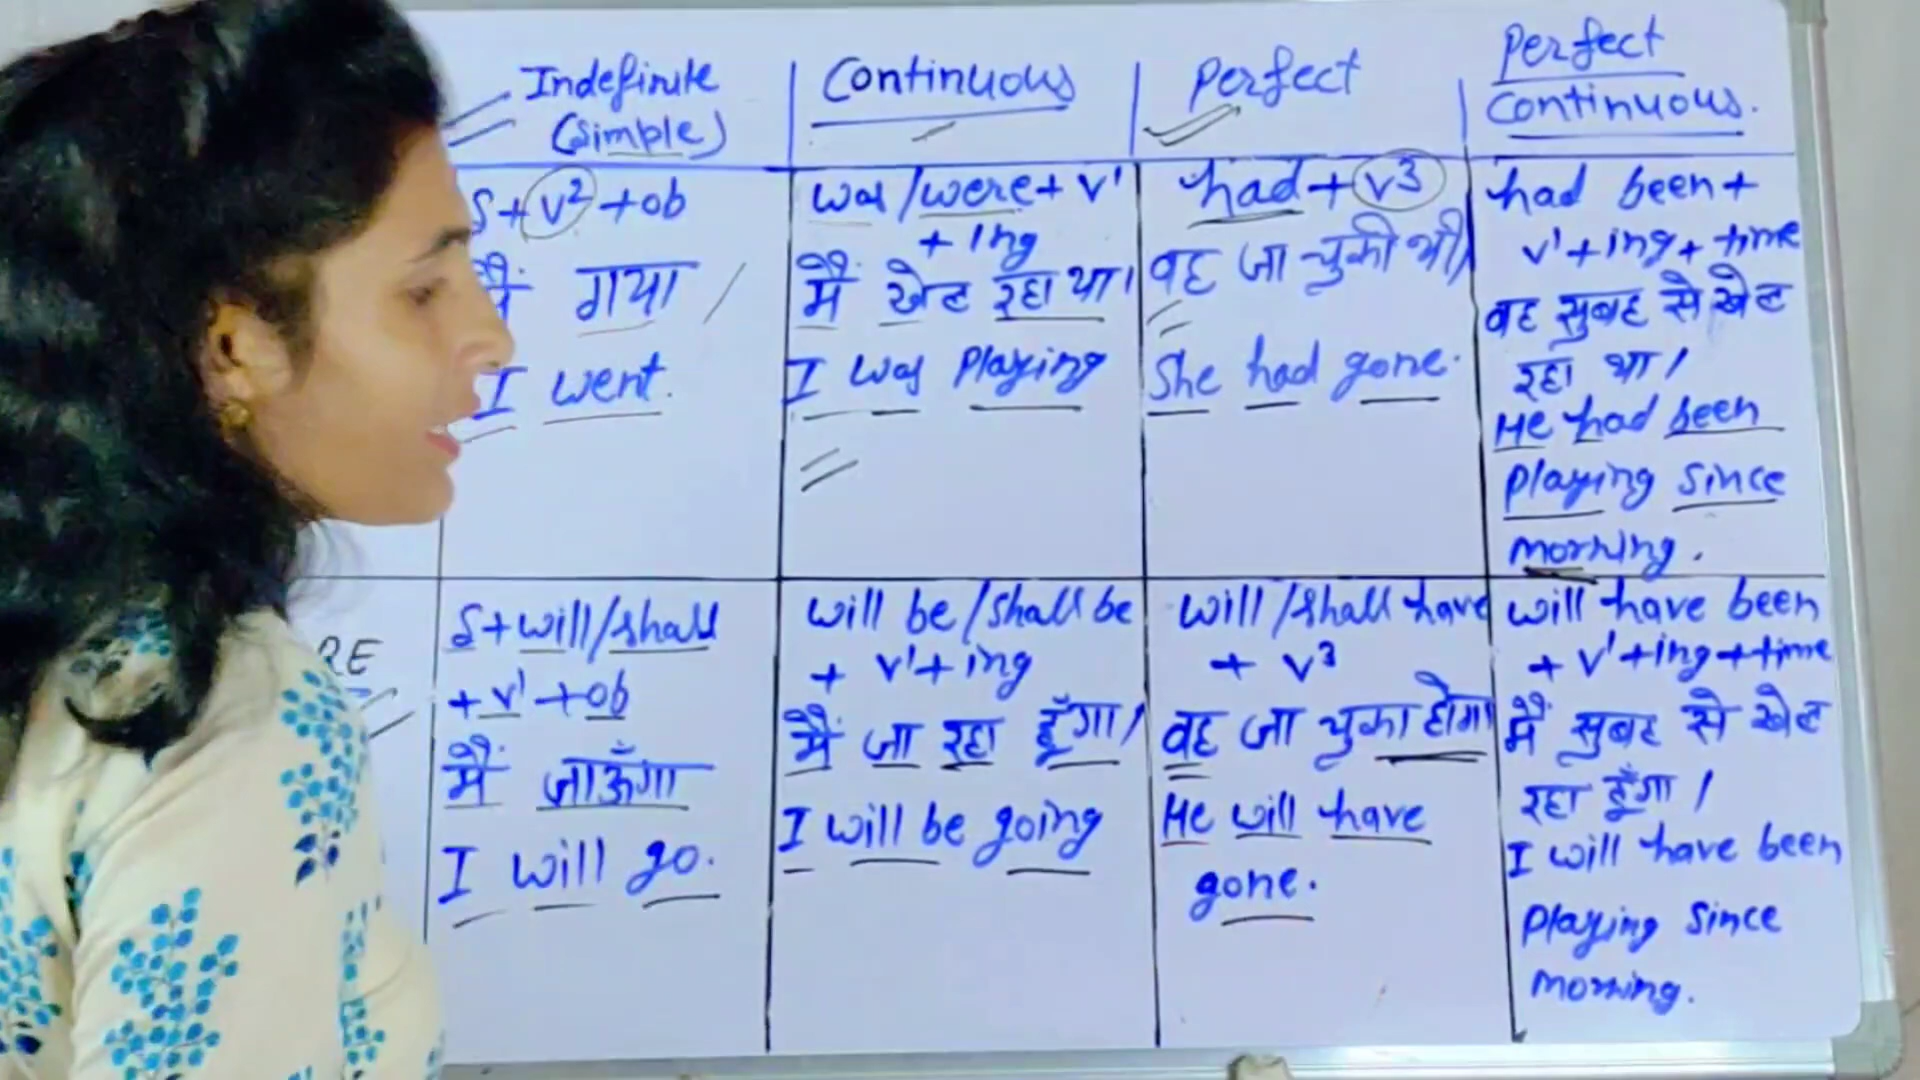 Indefinite
(Simple)
Continuous
Perfect
Perfect
Continuous.
S+v²+ob
मैं गया
I went.
was/were+v¹
+ing
मैं खेल रहा था।
I was Playing
had+v³
वह जा चुकी थी।
She had gone.
had been+
v¹+ing+time
वह सुबह से खेल
रहा था।
He had been
Playing Since
morning.
RE
S+will/shall
+v¹+ob
मैं जाऊँगा
I will go.
will be/Shall be
+ v¹+ing
मैं जा रहा हूँगा।
I will be going
will/shall have
+ v³
वह जा चुका होगा
He will have
gone.
will have been
+ v¹+ing+time
मैं सुबह से खेल
रहा हूँगा।
I will have been
Playing Since
morning.